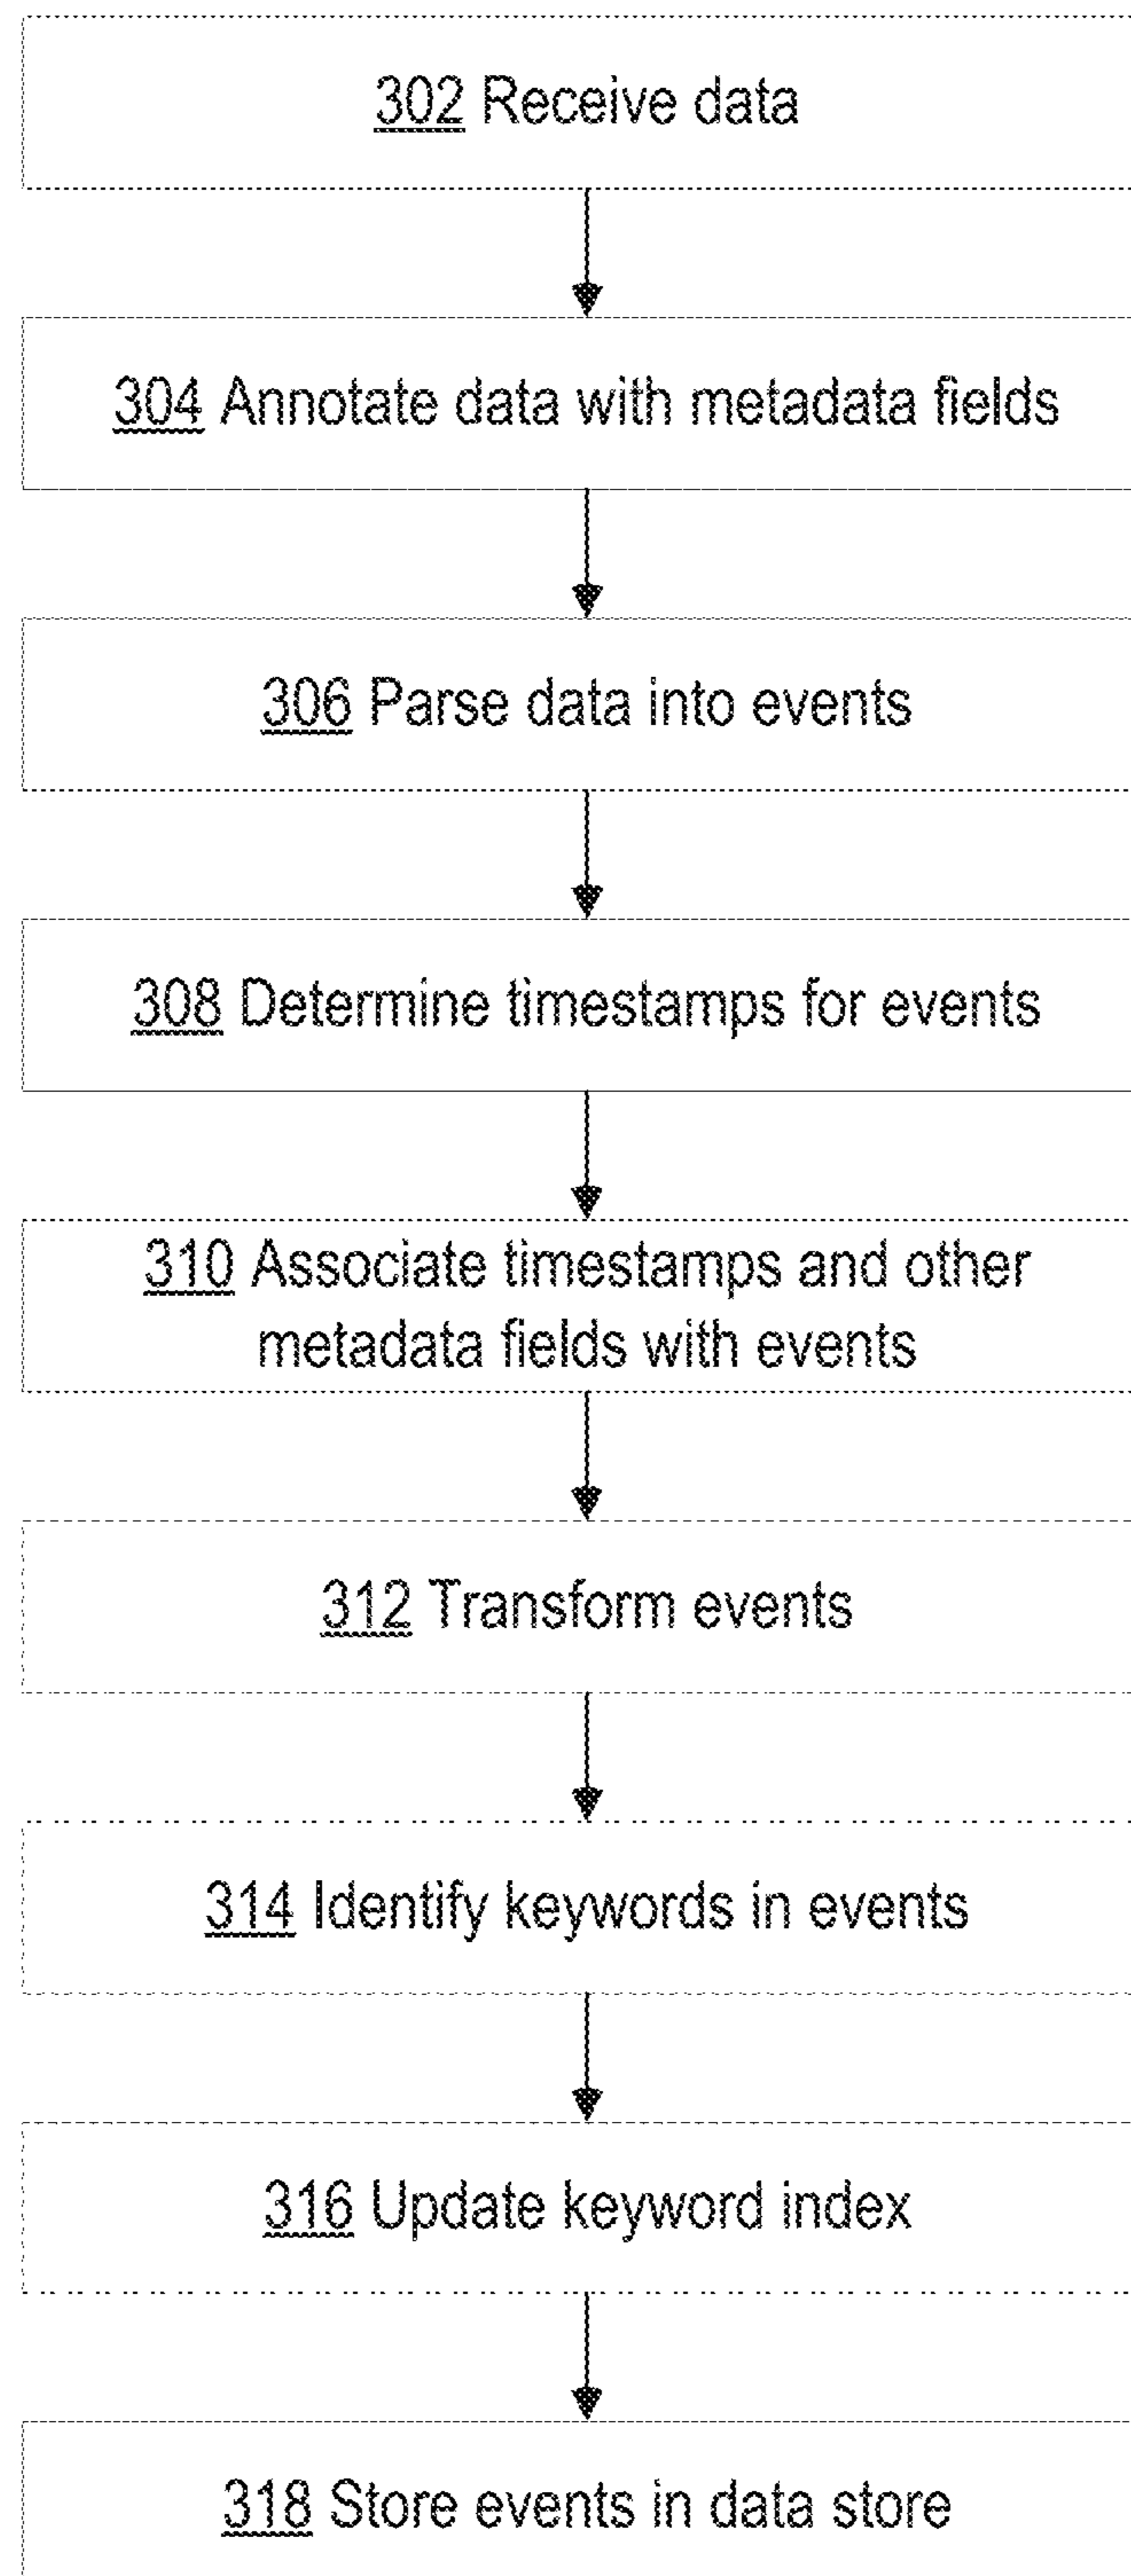 302 Receive data
304 Annotate data with metadata fields
306 Parse data into events
308 Determine timestamps for events
310 Associate timestamps and other
metadata fields with events
312 Transform events
314 Identify keywords in events
316 Update keyword index
318 Store events in data store